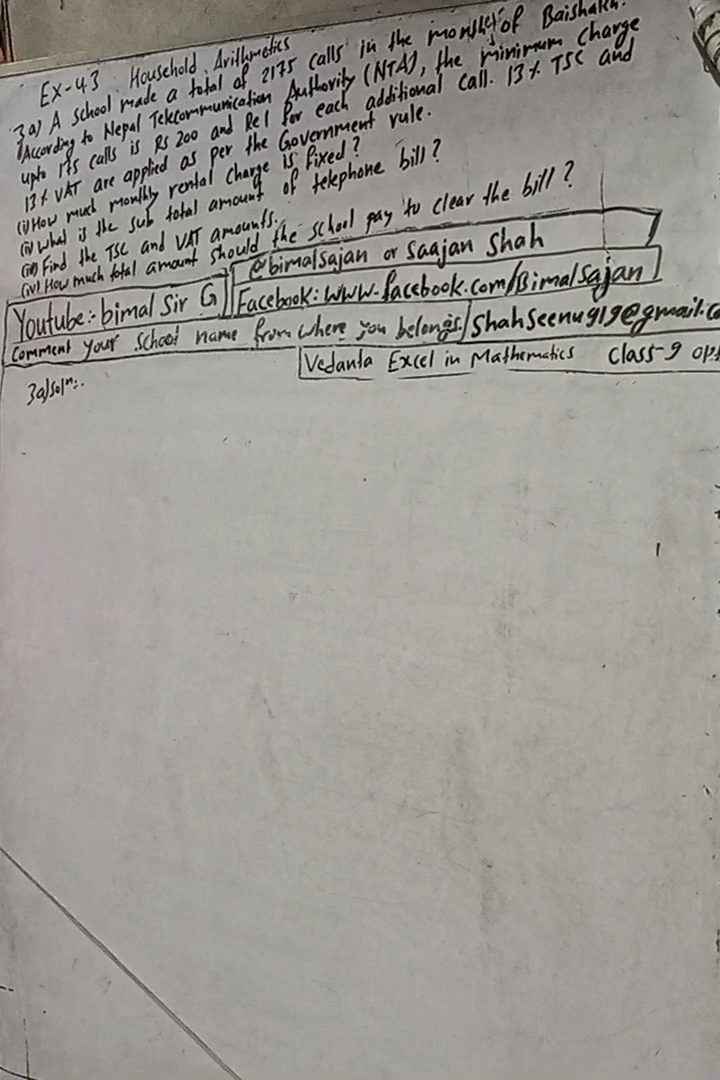 Ex-4.3 Household Arithmetics
3a) A school made a total of 2175 calls in the month of Baishakh.
According to Nepal Telecommunication Authority (NTA), the minimum charge
upto 175 calls is Rs 200 and Re 1 for each additional call. 13% TSC and
13% VAT are applied as per the Government rule.
(i) How much monthly rental charge is fixed?
(ii) What is the sub total amount of telephone bill?
(iii) Find the TSC and VAT amounts.
(iv) How much total amount should the school pay to clear the bill?
@bimalsajan or Saajan Shah
Youtube:- bimal Sir G
Facebook: www.facebook.com/Bimalsajan
Comment your school name from where you belongs.
Shahseenu919@gmail.co
Vedanta Excel in Mathematics Class-9 opt
3a)solⁿ:.